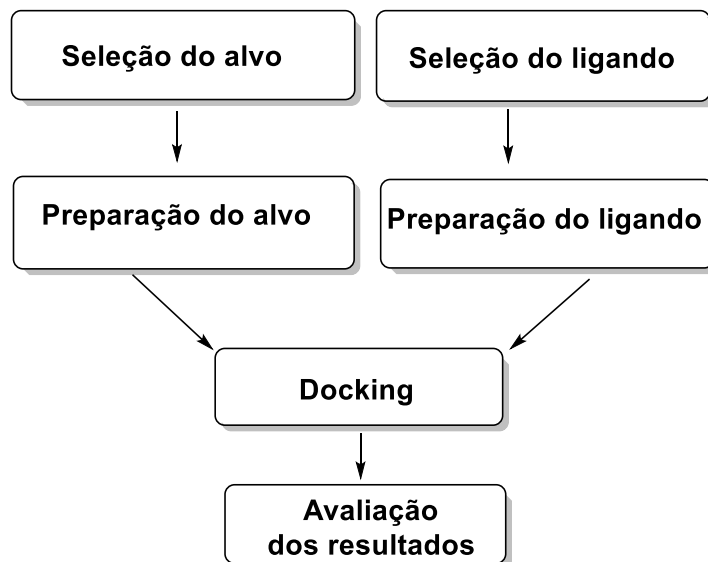 Seleção do alvo
Seleção do ligando
Preparação do alvo
Preparação do ligando
Docking
Avaliação
dos resultados